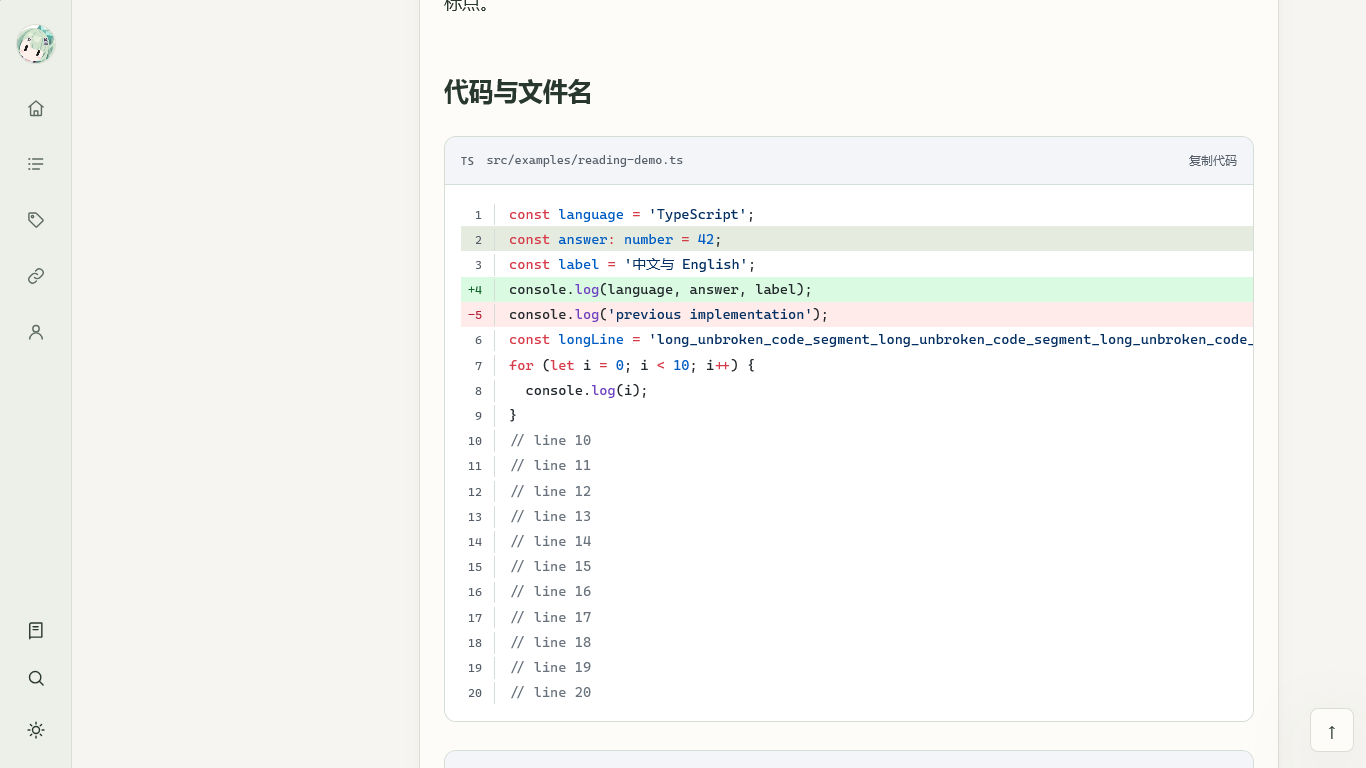 标点。
代码与文件名
TS src/examples/reading-demo.ts 复制代码
1 const language = 'TypeScript';
2 const answer: number = 42;
3 const label = '中文与 English';
+4 console.log(language, answer, label);
-5 console.log('previous implementation');
6 const longLine = 'long_unbroken_code_segment_long_unbroken_code_segment_long_unbroken_code_
7 for (let i = 0; i < 10; i++) {
8 console.log(i);
9 }
10 // line 10
11 // line 11
12 // line 12
13 // line 13
14 // line 14
15 // line 15
16 // line 16
17 // line 17
18 // line 18
19 // line 19
20 // line 20
↑